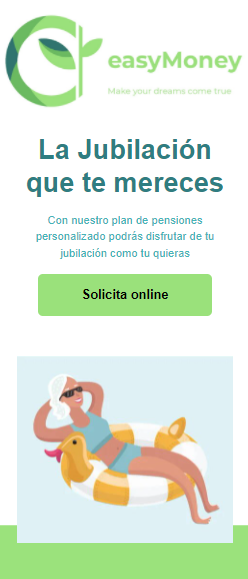 easyMoney
Make your dreams come true
La Jubilación
que te mereces
Con nuestro plan de pensiones
personalizado podrás disfrutar de tu
jubilación como tu quieras
Solicita online